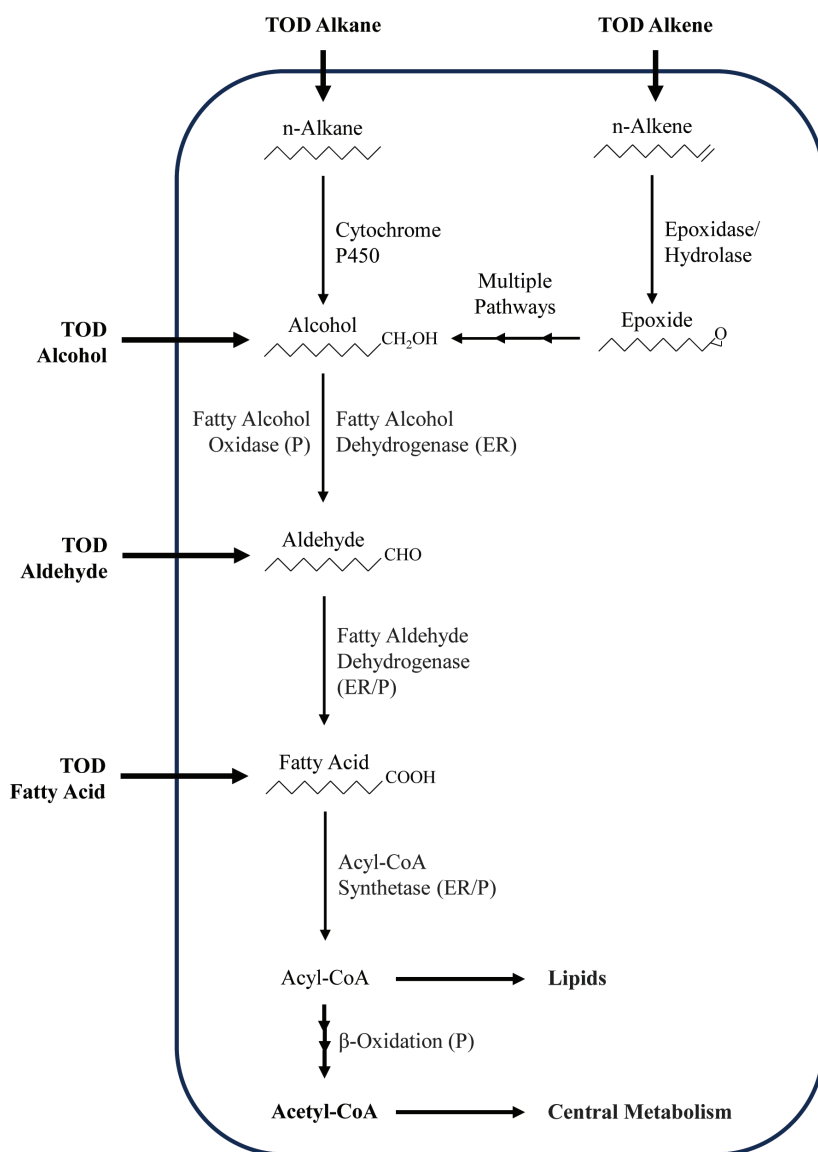 TOD Alkane
TOD Alkene
n-Alkane
n-Alkene
Cytochrome
P450
Epoxidase/
Hydrolase
Multiple
Pathways
TOD
Alcohol
Alcohol
CH₂OH
Epoxide
O
Fatty Alcohol
Oxidase (P)
Fatty Alcohol
Dehydrogenase (ER)
TOD
Aldehyde
Aldehyde
CHO
Fatty Aldehyde
Dehydrogenase
(ER/P)
TOD
Fatty Acid
Fatty Acid
COOH
Acyl-CoA
Synthetase (ER/P)
Acyl-CoA
Lipids
β-Oxidation (P)
Acetyl-CoA
Central Metabolism